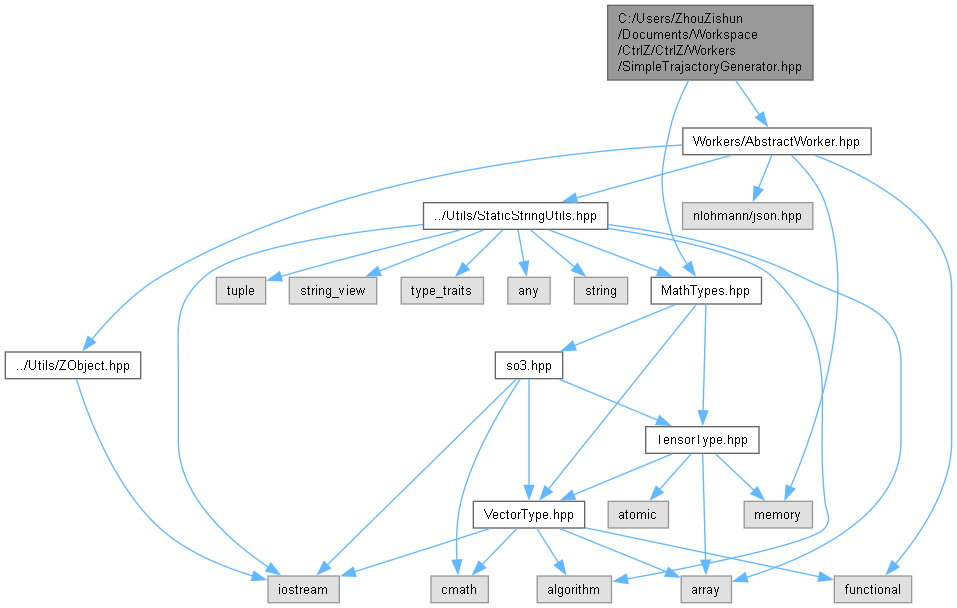 C:/Users/ZhouZishun
/Documents/Workspace
/CtrlZ/CtrlZ/Workers
/SimpleTrajactoryGenerator.hpp
Workers/AbstractWorker.hpp
../Utils/StaticStringUtils.hpp
nlohmann/json.hpp
tuple
string_view
type_traits
any
string
MathTypes.hpp
../Utils/ZObject.hpp
so3.hpp
TensorType.hpp
VectorType.hpp
atomic
memory
iostream
cmath
algorithm
array
functional